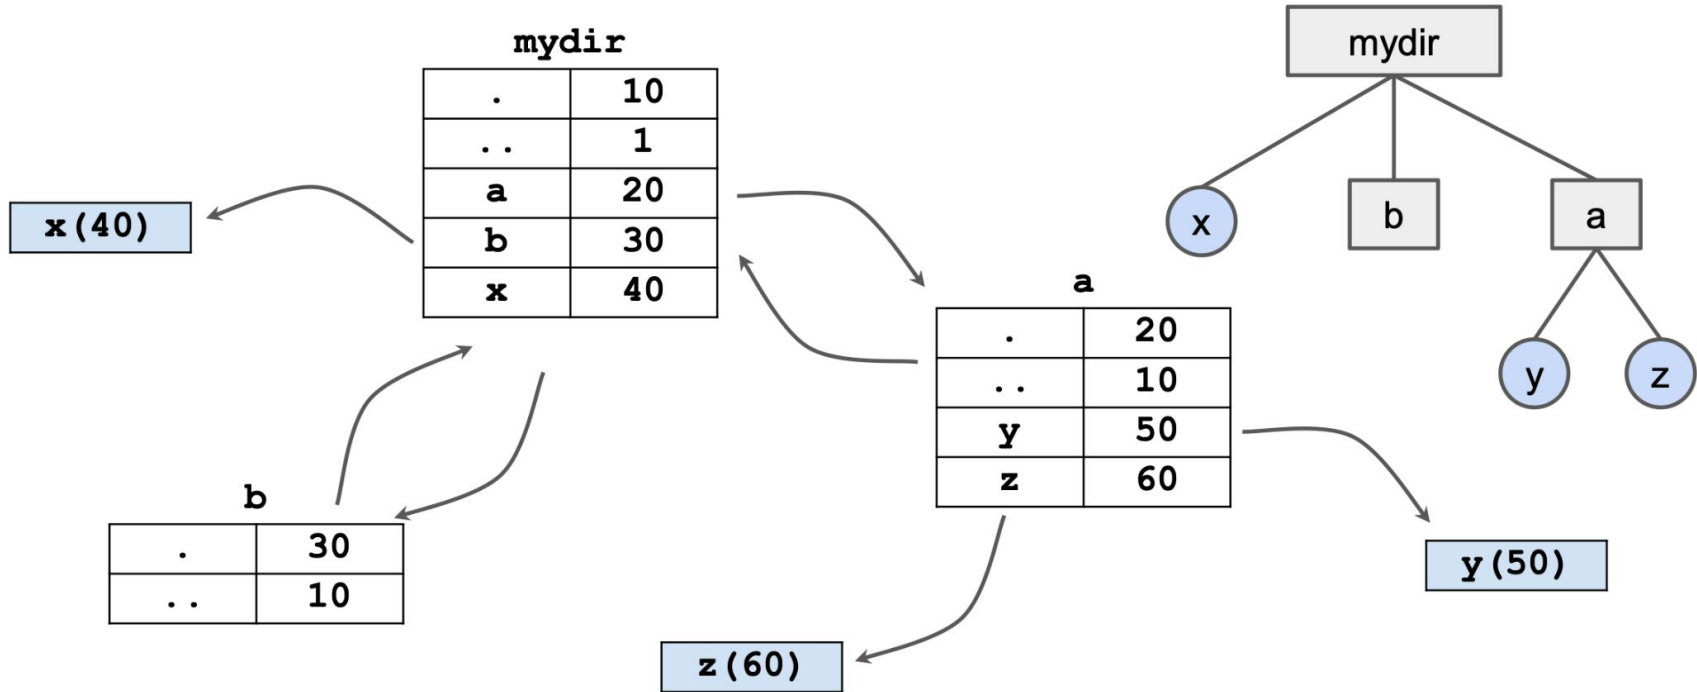 mydir
. 10
.. 1
a 20
b 30
x 40
x(40)
a
. 20
.. 10
y 50
z 60
b
. 30
.. 10
y(50)
z(60)
mydir
x b a
y z